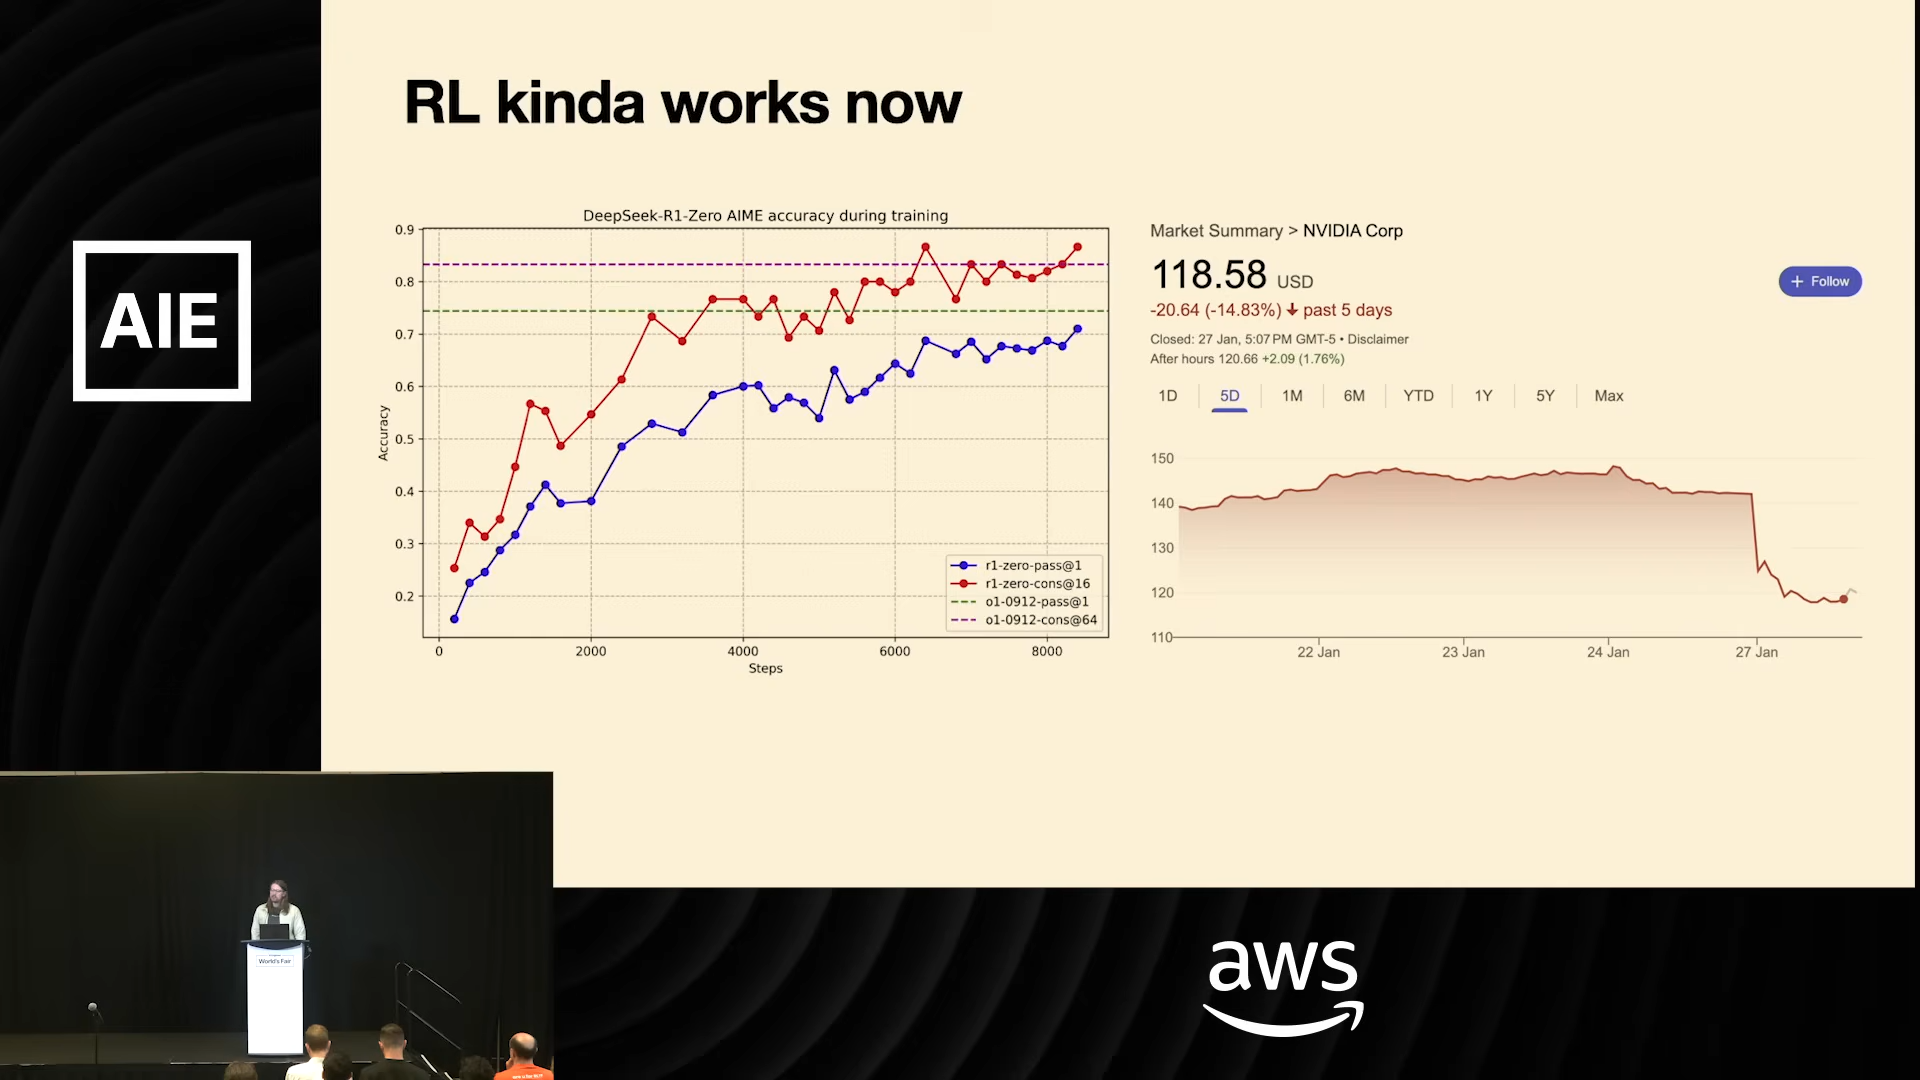 RL kinda works now
AIE
DeepSeek-R1-Zero AIME accuracy during training
0.9
0.8
0.7
0.6
0.5
0.4
0.3
0.2
Accuracy
0
2000
4000
6000
8000
Steps
r1-zero-pass@1
r1-zero-cons@16
o1-0912-pass@1
o1-0912-cons@64
Market Summary > NVIDIA Corp
118.58 USD
+ Follow
-20.64 (-14.83%) ↓ past 5 days
Closed: 27 Jan, 5:07 PM GMT-5 • Disclaimer
After hours 120.66 +2.09 (1.76%)
1D 5D 1M 6M YTD 1Y 5Y Max
150
140
130
120
110
22 Jan
23 Jan
24 Jan
27 Jan
World's Fair
aws